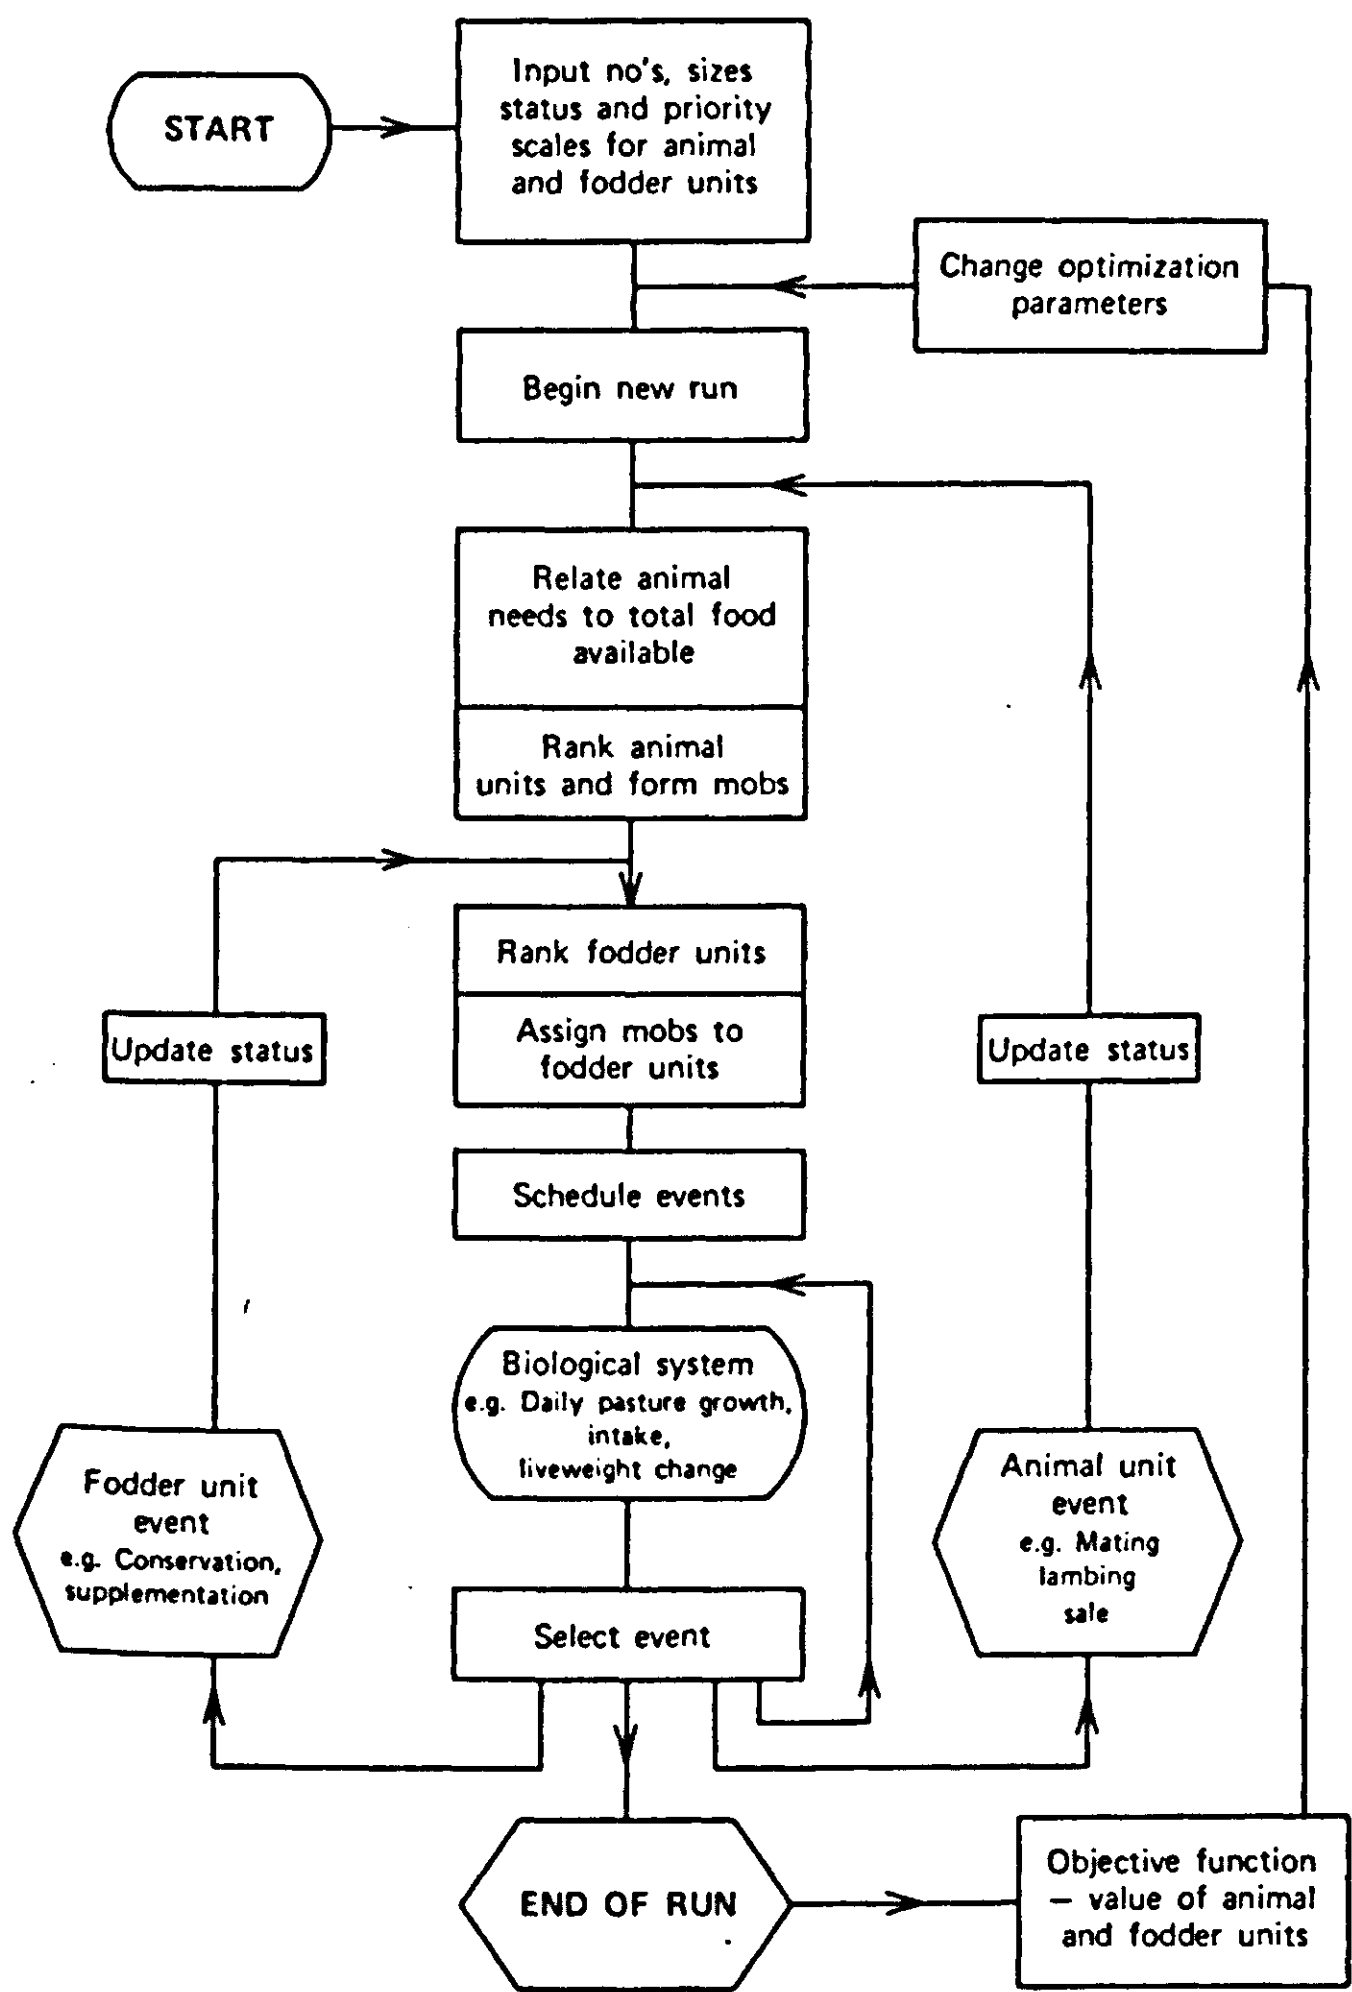 START
Input no's, sizes
status and priority
scales for animal
and fodder units
Change optimization
parameters
Begin new run
Relate animal
needs to total food
available
Rank animal
units and form mobs
Rank fodder units
Assign mobs to
fodder units
Update status
Update status
Schedule events
Biological system
e.g. Daily pasture growth,
intake,
liveweight change
Fodder unit
event
e.g. Conservation,
supplementation
Animal unit
event
e.g. Mating
lambing
sale
Select event
END OF RUN
Objective function
– value of animal
and fodder units